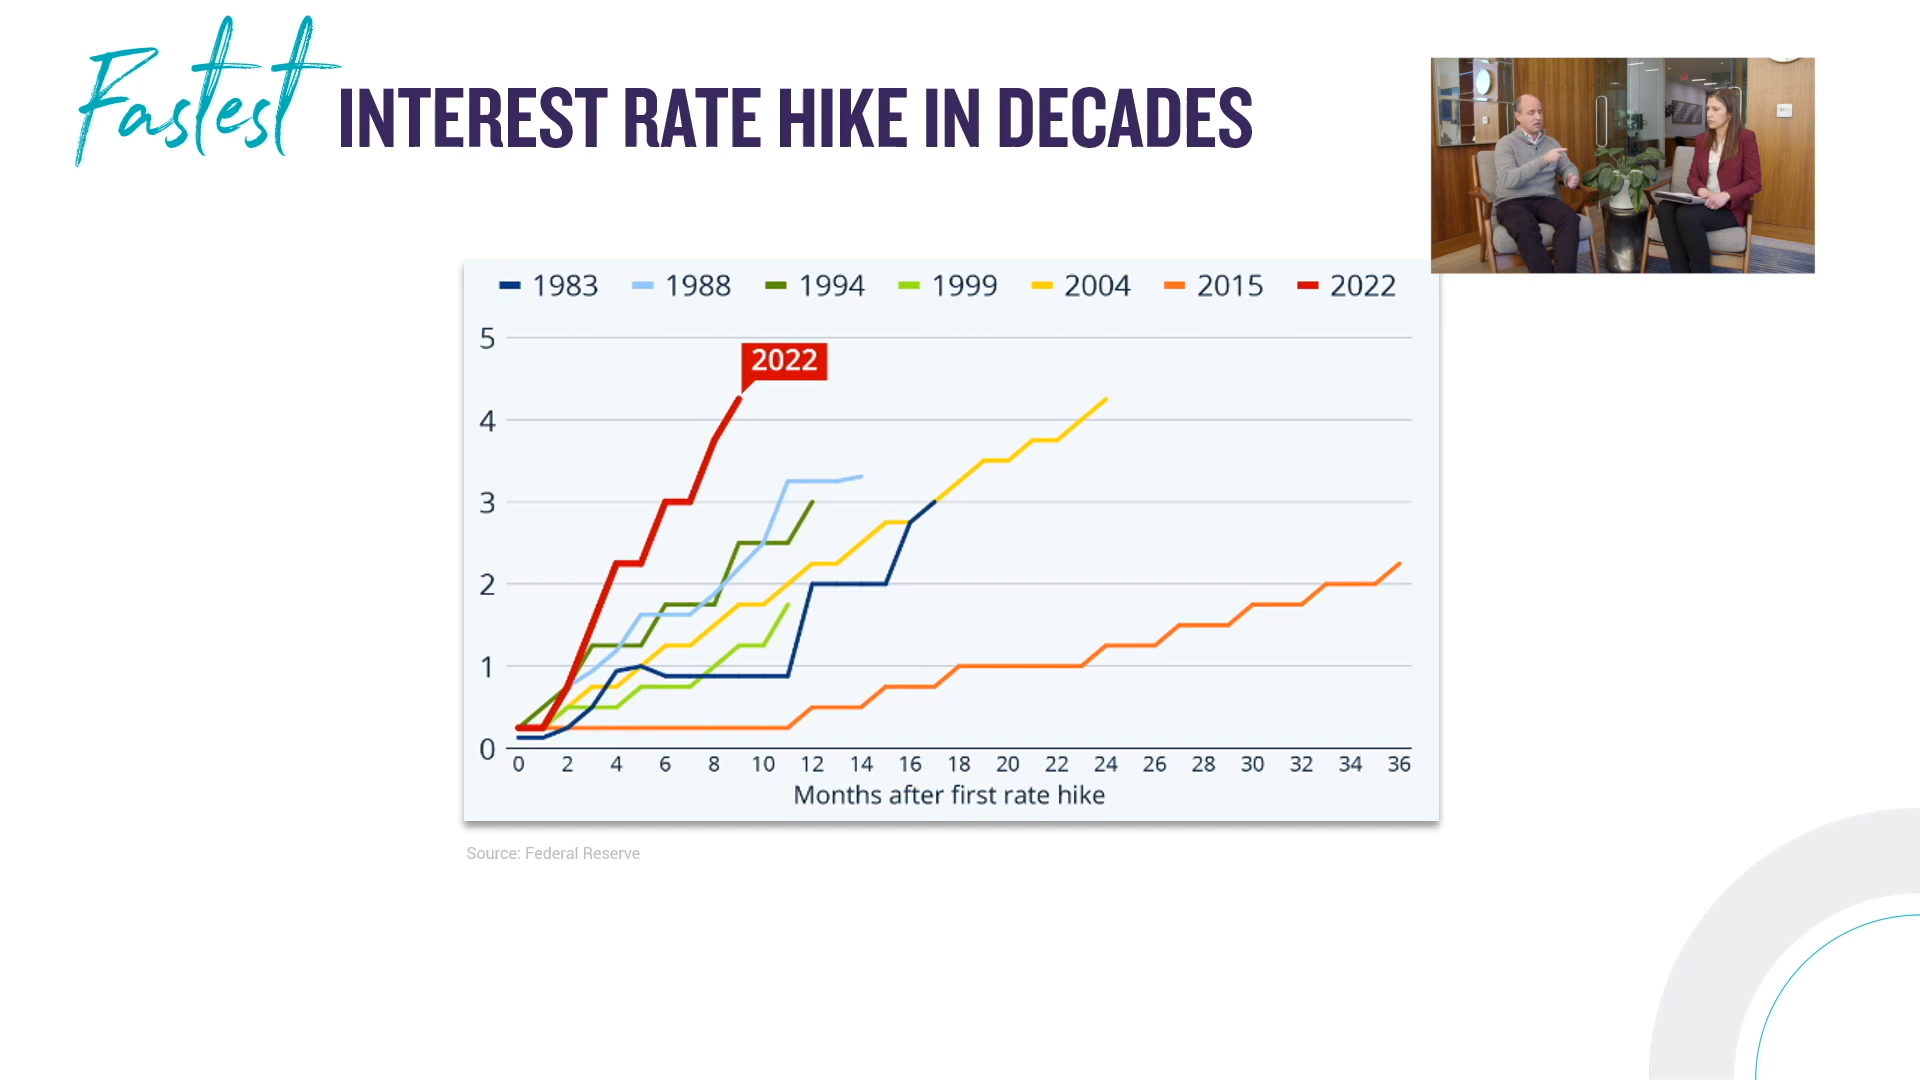 Fastest INTEREST RATE HIKE IN DECADES
1983 1988 1994 1999 2004 2015 2022
5
2022
4
3
2
1
0
0 2 4 6 8 10 12 14 16 18 20 22 24 26 28 30 32 34 36
Months after first rate hike
Source: Federal Reserve